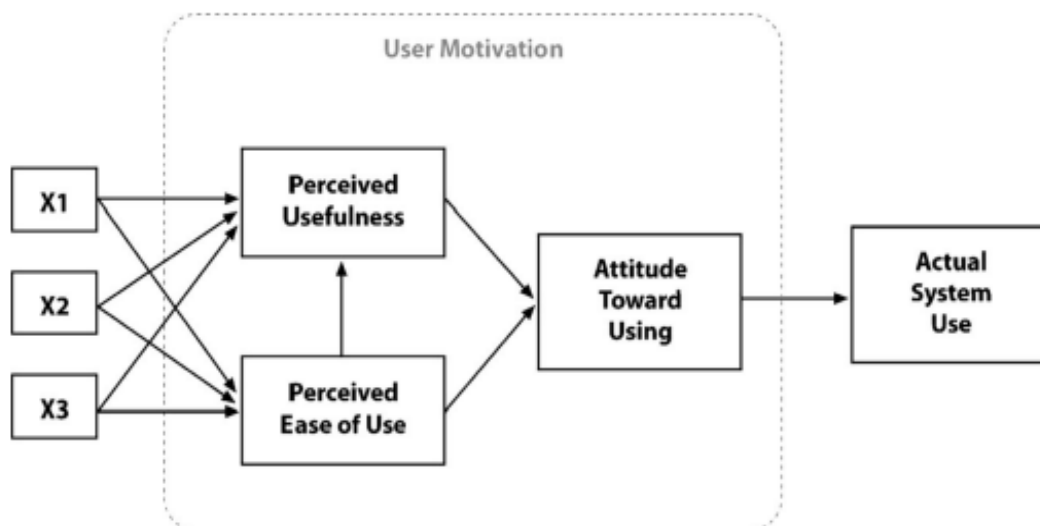 User Motivation
X1
X2
X3
Perceived
Usefulness
Perceived
Ease of Use
Attitude
Toward
Using
Actual
System
Use